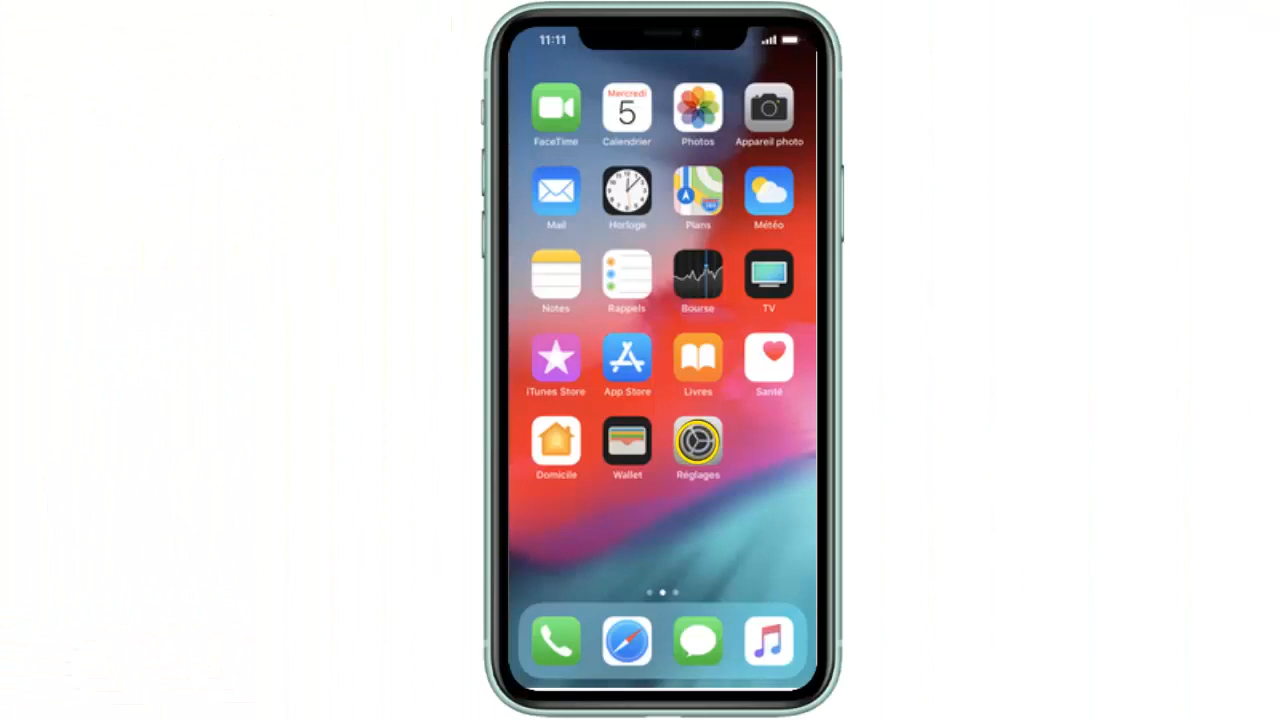 11:11
Mercredi
5
FaceTime Calendrier Photos Appareil photo
Mail Horloge Plans Météo
Notes Rappels Bourse TV
iTunes Store App Store Livres Santé
Domicile Wallet Réglages